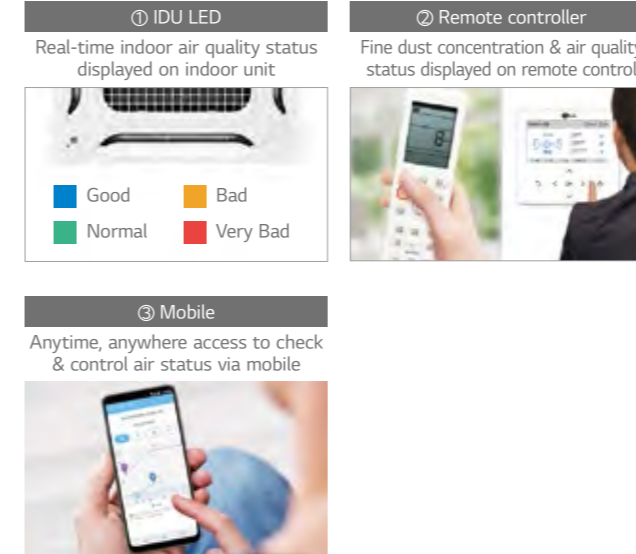 ① IDU LED
Real-time indoor air quality status
displayed on indoor unit
Good
Bad
Normal
Very Bad
② Remote controller
Fine dust concentration & air quality
status displayed on remote control
8
③ Mobile
Anytime, anywhere access to check
& control air status via mobile